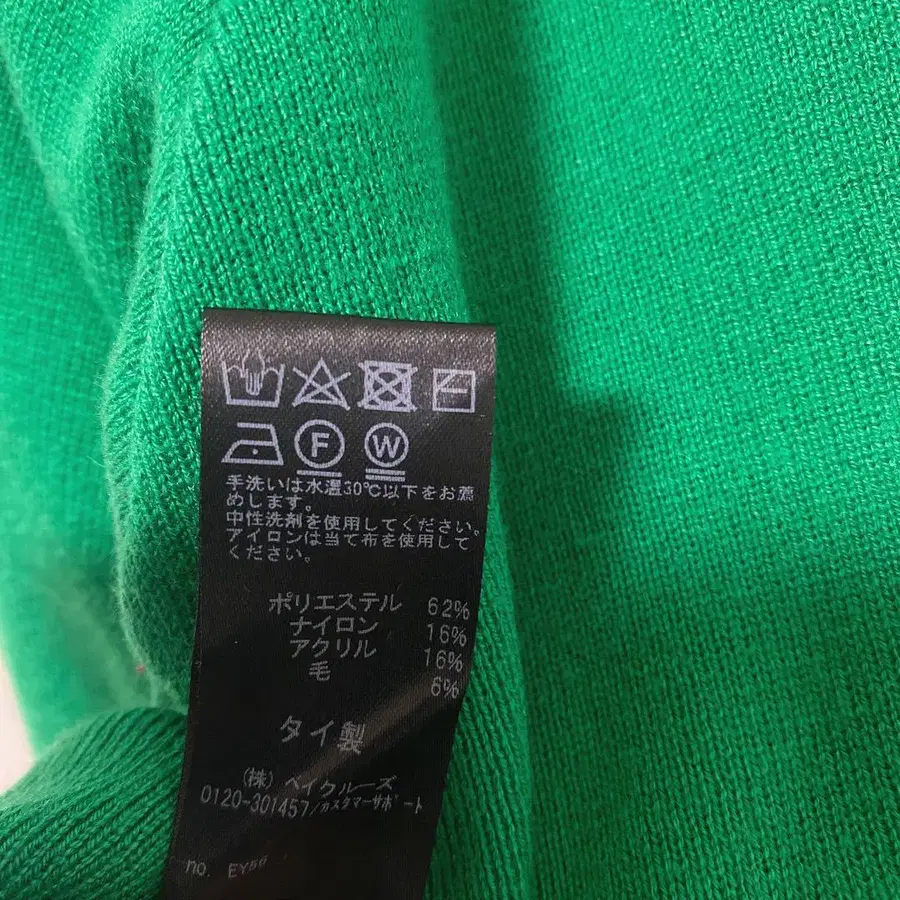 F W
手洗いは水温30℃以下をお薦
めします。
中性洗剤を使用してください。
アイロンは当て布を使用して
ください。
ポリエステル 62%
ナイロン 16%
アクリル 16%
毛 6%
タイ製
(株) ベイクルーズ
0120-301457/カスタマーサポート
no. EY56